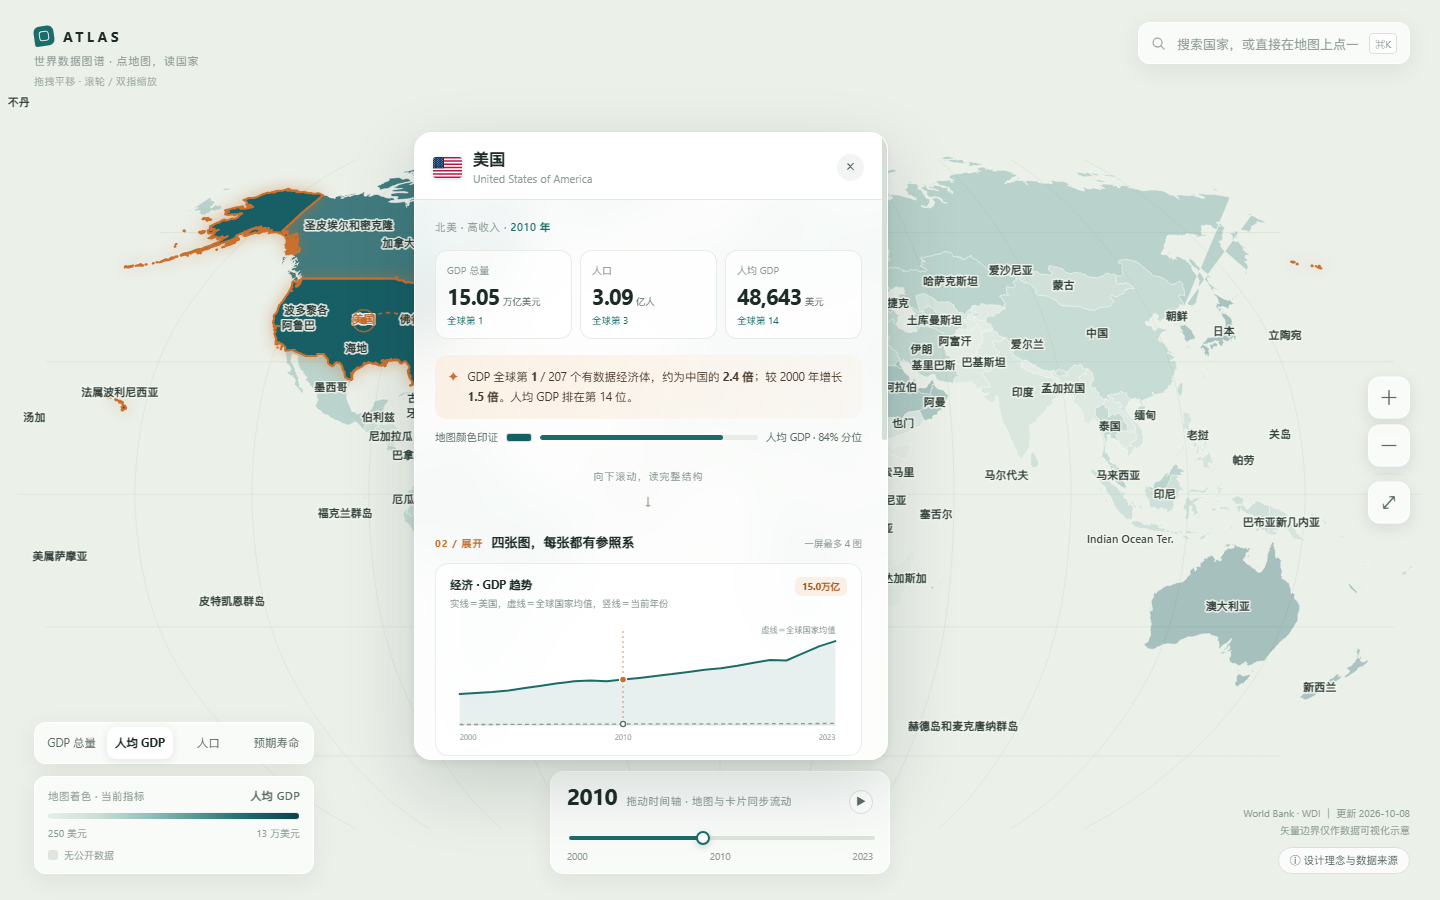 ATLAS
世界数据图谱 · 点地图，读国家
拖拽平移 · 滚轮 / 双指缩放
不丹
搜索国家，或直接在地图上点一
⌘K
圣皮埃尔和密克隆
加拿大
波多黎各
阿鲁巴
美国
海地
墨西哥
法属波利尼西亚
汤加
伯利兹
尼加拉瓜
巴拿
厄瓜
福克兰群岛
美属萨摩亚
皮特凯恩群岛
美国
United States of America
×
北美 · 高收入 · 2010 年
GDP 总量
15.05 万亿美元
全球第 1
人口
3.09 亿人
全球第 3
人均 GDP
48,643 美元
全球第 14
✦ GDP 全球第 1 / 207 个有数据经济体，约为中国的 2.4 倍；较 2000 年增长
1.5 倍。人均 GDP 排在第 14 位。
地图颜色印证
人均 GDP · 84% 分位
向下滚动，读完整结构
↓
02 / 展开 四张图，每张都有参照系
一屏最多 4 图
经济 · GDP 趋势
15.0万亿
实线＝美国，虚线＝全球国家均值，竖线＝当前年份
虚线＝全球国家均值
2000
2010
2023
哈萨克斯坦
爱沙尼亚
蒙古
捷克
土库曼斯坦
朝鲜
日本
立陶宛
中国
伊朗
阿富汗
爱尔兰
基里巴斯
巴基斯坦
阿拉伯
阿曼
印度
孟加拉国
也门
缅甸
泰国
老挝
关岛
帕劳
索马里
马尔代夫
马来西亚
印尼
尼亚
塞舌尔
巴布亚新几内亚
Indian Ocean Ter.
达加斯加
澳大利亚
新西兰
赫德岛和麦克唐纳群岛
GDP 总量
人均 GDP
人口
预期寿命
地图着色 · 当前指标
人均 GDP
250 美元
13 万美元
无公开数据
2010 拖动时间轴 · 地图与卡片同步流动
2000
2010
2023
World Bank · WDI ｜ 更新 2026-10-08
矢量边界仅作数据可视化示意
ⓘ 设计理念与数据来源